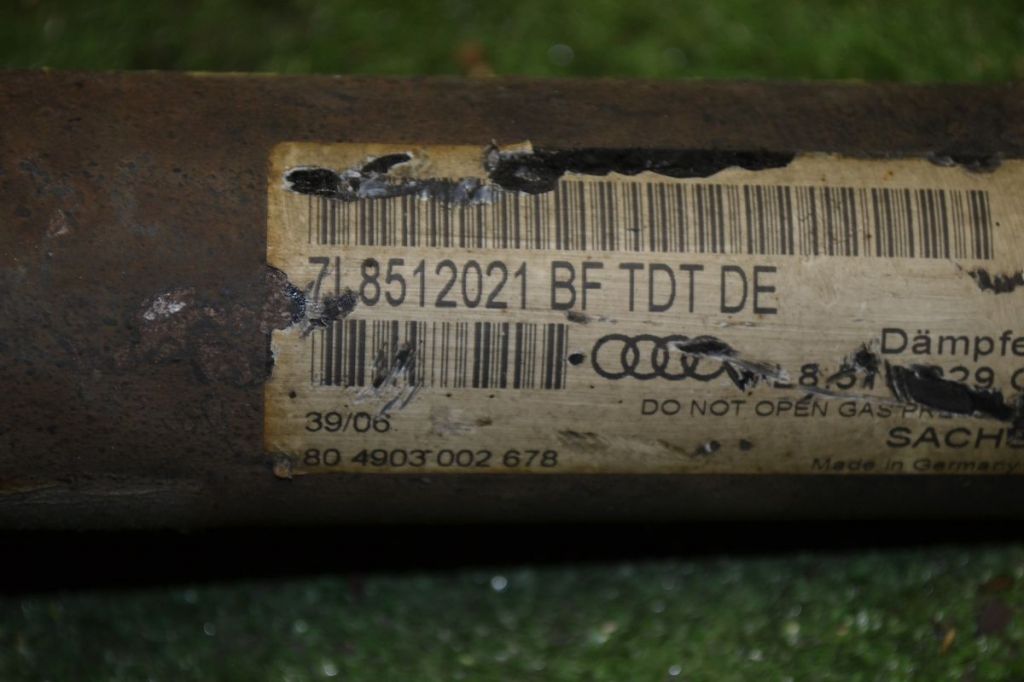 8512021 BF TDT DE
Dämpfe
DO NOT OPEN GAS PRE
39/06
SACHS
80 4903 002 678
Made in Germany